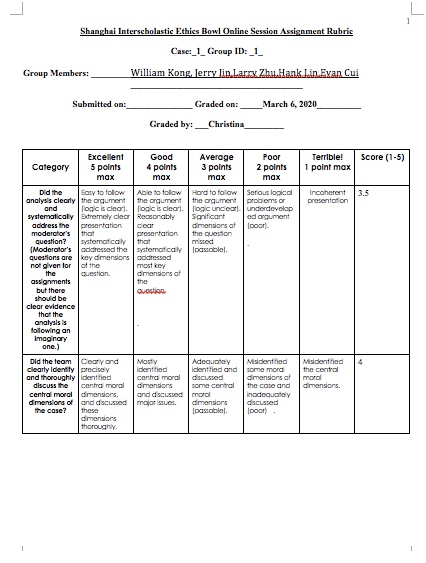 1
Shanghai Interscholastic Ethics Bowl Online Session Assignment Rubric
Case:_1_ Group ID: _1_
Group Members: _________William Kong, Jerry Jin,Larry Zhu,Hank Lin,Evan Cui
Submitted on:______________ Graded on: _____March 6, 2020__________
Graded by: ___Christina_________
Category
Excellent
5 points
max
Good
4 points
max
Average
3 points
max
Poor
2 points
max
Terrible!
1 point max
Score (1-5)
Did the
analysis clearly
and
systematically
address the
moderator's
question?
(Moderator's
questions are
not given for
the
assignments
but there
should be
clear evidence
that the
analysis is
following an
imaginary
one.)
Easy to follow
the argument
(logic is clear).
Extremely clear
presentation
that
systematically
addressed the
key dimensions
of the
question.
Able to follow
the argument
(logic is clear).
Reasonably
clear
presentation
that
systematically
addressed
most key
dimensions of
the
question.
.
Hard to follow
the argument
(logic unclear).
Significant
dimensions of
the question
missed
(passable).
Serious logical
problems or
underdevelop
ed argument
(poor).
.
Incoherent
presentation
3.5
Did the team
clearly identify
and thoroughly
discuss the
central moral
dimensions of
the case?
Clearly and
precisely
identified
central moral
dimensions,
and discussed
these
dimensions
thoroughly.
Mostly
identified
central moral
dimensions
and discussed
major issues.
Adequately
identified and
discussed
some central
moral
dimensions
(passable).
Misidentified
some moral
dimensions of
the case and
inadequately
discussed
(poor) .
Misidentified
the central
moral
dimensions.
4